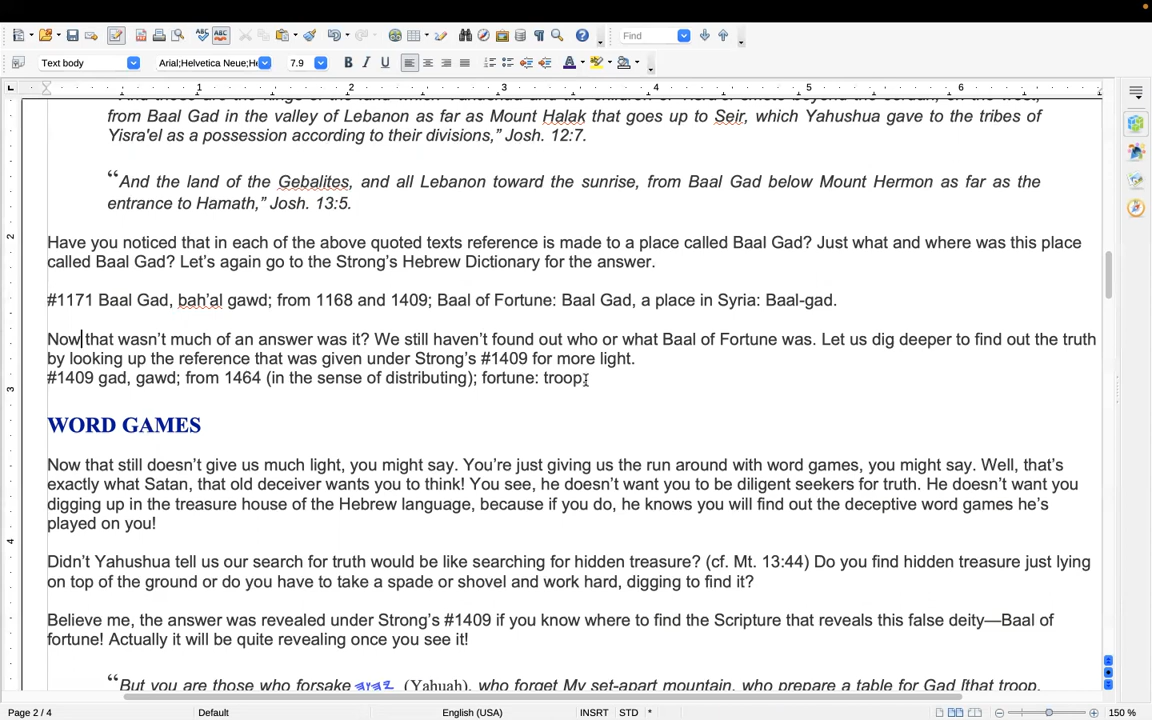 Find
Text body
Arial;Helvetica Neue;He
7.9
B I U
1 2 3 4 5 6
from Baal Gad in the valley of Lebanon as far as Mount Halak that goes up to Seir, which Yahushua gave to the tribes of
Yisra'el as a possession according to their divisions,” Josh. 12:7.
“And the land of the Gebalites, and all Lebanon toward the sunrise, from Baal Gad below Mount Hermon as far as the
entrance to Hamath,” Josh. 13:5.
Have you noticed that in each of the above quoted texts reference is made to a place called Baal Gad? Just what and where was this place
called Baal Gad? Let’s again go to the Strong’s Hebrew Dictionary for the answer.
#1171 Baal Gad, bah’al gawd; from 1168 and 1409; Baal of Fortune: Baal Gad, a place in Syria: Baal-gad.
Now that wasn’t much of an answer was it? We still haven’t found out who or what Baal of Fortune was. Let us dig deeper to find out the truth
by looking up the reference that was given under Strong’s #1409 for more light.
#1409 gad, gawd; from 1464 (in the sense of distributing); fortune: troop.
WORD GAMES
Now that still doesn’t give us much light, you might say. You’re just giving us the run around with word games, you might say. Well, that’s
exactly what Satan, that old deceiver wants you to think! You see, he doesn’t want you to be diligent seekers for truth. He doesn’t want you
digging up in the treasure house of the Hebrew language, because if you do, he knows you will find out the deceptive word games he’s
played on you!
Didn’t Yahushua tell us our search for truth would be like searching for hidden treasure? (cf. Mt. 13:44) Do you find hidden treasure just lying
on top of the ground or do you have to take a spade or shovel and work hard, digging to find it?
Believe me, the answer was revealed under Strong’s #1409 if you know where to find the Scripture that reveals this false deity—Baal of
fortune! Actually it will be quite revealing once you see it!
“But you are those who forsake (Yahuah), who forget My set-apart mountain, who prepare a table for Gad [that troop,
Page 2 / 4
Default
English (USA)
INSRT
STD
*
150 %